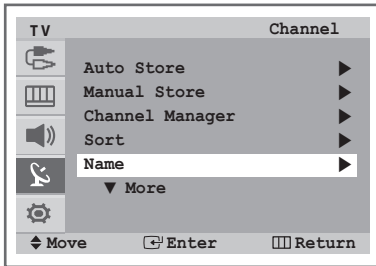 TV Channel
Auto Store ▶
Manual Store ▶
Channel Manager ▶
Sort ▶
Name ▶
▼ More
Move Enter Return